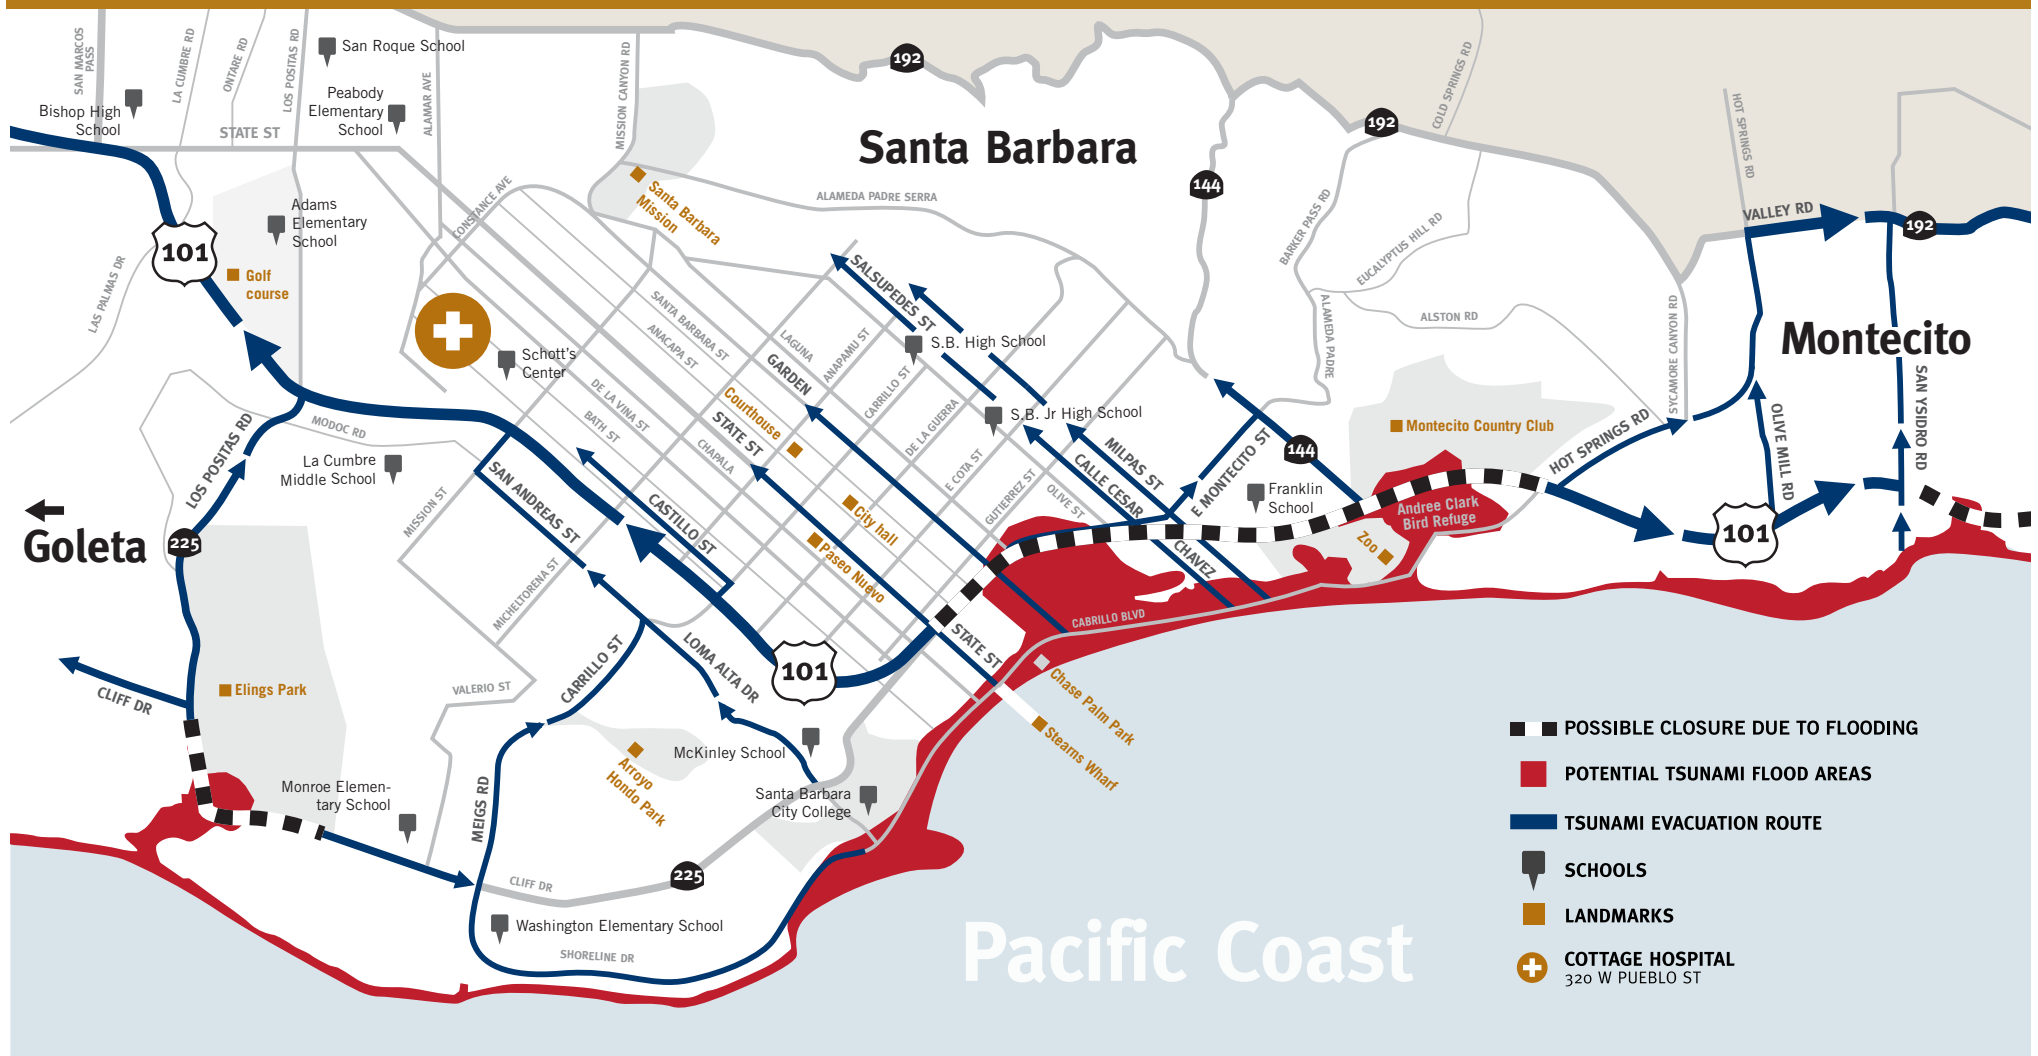 SAN MARCOS
PASS
LA CUMBRE RD
ONTARE RD
LOS POSITAS RD
San Roque School
Bishop High
School
Peabody
Elementary
School
STATE ST
ALAMAR AVE
MISSION CANYON RD
192
Santa Barbara
192
COLD SPRINGS RD
HOT SPRINGS RD
144
CONSTANCE AVE
Santa Barbara
Mission
ALAMEDA PADRE SERRA
BARKER PASS RD
EUCALYPTUS HILL RD
VALLEY RD
192
Adams
Elementary
School
101
Golf
course
LAS PALMAS DR
SALSUPEDES ST
SANTA BARBARA ST
ANACAPA ST
LAGUNA
GARDEN
ANAPAMU ST
S.B. High School
ALAMEDA PADRE
ALSTON RD
SYCAMORE CANYON RD
Montecito
Schott's
Center
DE LA VINA ST
BATH ST
Courthouse
STATE ST
CHAPALA
CARRILLO ST
DE LA GUERRA
S.B. Jr High School
Montecito Country Club
SAN YSIDRO RD
OLIVE MILL RD
HOT SPRINGS RD
LOS POSITAS RD
MODOC RD
La Cumbre
Middle School
SAN ANDREAS ST
MISSION ST
CASTILLO ST
City hall
Paseo Nuevo
E COTA ST
GUTIERREZ ST
OLIVE ST
MILPAS ST
CALLE CESAR
CHAVEZ
E MONTECITO ST
144
Franklin
School
Andree Clark
Bird Refuge
Zoo
101
Goleta
225
MICHELTORENA ST
CARRILLO ST
LOMA ALTA DR
101
STATE ST
CABRILLO BLVD
Chase Palm Park
Stearns Wharf
CLIFF DR
Elings Park
VALERIO ST
McKinley School
Arroyo
Hondo Park
Monroe Elemen-
tary School
MEIGS RD
Santa Barbara
City College
225
CLIFF DR
Washington Elementary School
SHORELINE DR
Pacific Coast
POSSIBLE CLOSURE DUE TO FLOODING
POTENTIAL TSUNAMI FLOOD AREAS
TSUNAMI EVACUATION ROUTE
SCHOOLS
LANDMARKS
COTTAGE HOSPITAL
320 W PUEBLO ST